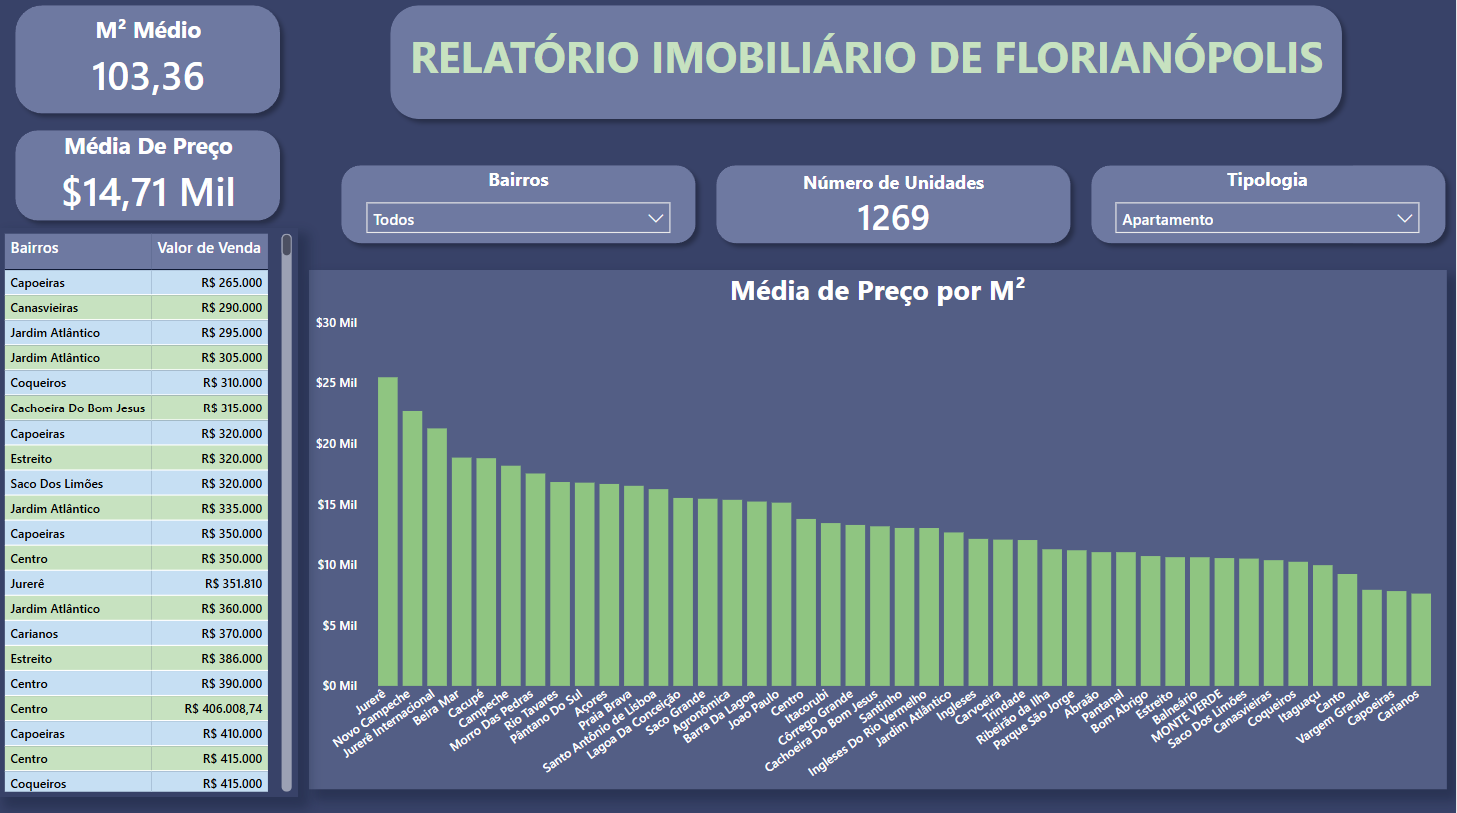 M² Médio
103,36
RELATÓRIO IMOBILIÁRIO DE FLORIANÓPOLIS
Média De Preço
$14,71 Mil
Bairros
Todos
Número de Unidades
1269
Tipologia
Apartamento
Bairros Valor de Venda
Capoeiras R$ 265.000
Canasvieiras R$ 290.000
Jardim Atlântico R$ 295.000
Jardim Atlântico R$ 305.000
Coqueiros R$ 310.000
Cachoeira Do Bom Jesus R$ 315.000
Capoeiras R$ 320.000
Estreito R$ 320.000
Saco Dos Limões R$ 320.000
Jardim Atlântico R$ 335.000
Capoeiras R$ 350.000
Centro R$ 350.000
Jurerê R$ 351.810
Jardim Atlântico R$ 360.000
Carianos R$ 370.000
Estreito R$ 386.000
Centro R$ 390.000
Centro R$ 406.008,74
Capoeiras R$ 410.000
Centro R$ 415.000
Coqueiros R$ 415.000
Média de Preço por M²
$30 Mil
$25 Mil
$20 Mil
$15 Mil
$10 Mil
$5 Mil
$0 Mil
Jurerê
Novo Campeche
Jurerê Internacional
Beira Mar
Cacupé
Campeche
Morro Das Pedras
Rio Tavares
Pântano Do Sul
Açores
Praia Brava
Santo Antônio de Lisboa
Lagoa Da Conceição
Saco Grande
Agronômica
Barra Da Lagoa
Joao Paulo
Centro
Itacorubi
Córrego Grande
Cachoeira Do Bom Jesus
Santinho
Ingleses Do Rio Vermelho
Jardim Atlântico
Ingleses
Carvoeira
Trindade
Ribeirão da Ilha
Parque São Jorge
Abraão
Pantanal
Bom Abrigo
Estreito
Balneário
MONTE VERDE
Saco Dos Limões
Canasvieiras
Coqueiros
Itaguaçu
Canto
Vargem Grande
Capoeiras
Carianos